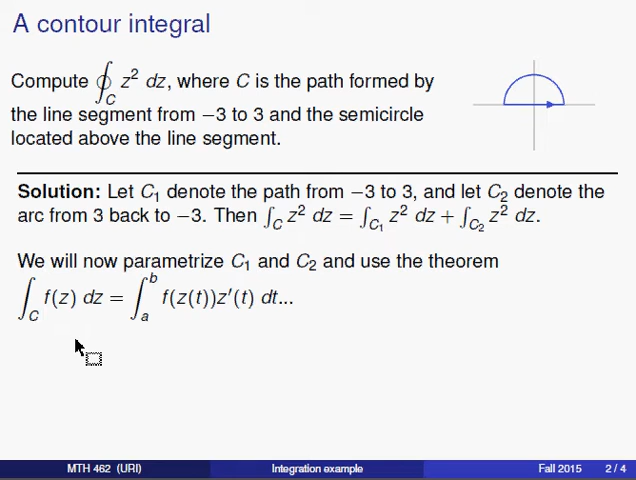 A contour integral
Compute ∮_C z² dz, where C is the path formed by
the line segment from −3 to 3 and the semicircle
located above the line segment.
Solution: Let C₁ denote the path from −3 to 3, and let C₂ denote the
arc from 3 back to −3. Then ∫_C z² dz = ∫_C₁ z² dz + ∫_C₂ z² dz.
We will now parametrize C₁ and C₂ and use the theorem
∫_C f(z) dz = ∫_a^b f(z(t))z′(t) dt...
MTH 462 (URI) Integration example Fall 2015 2 / 4